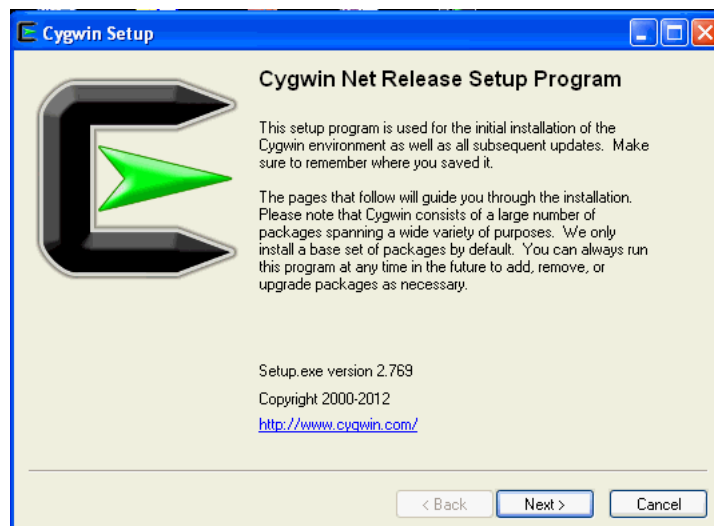 Cygwin Setup
Cygwin Net Release Setup Program
This setup program is used for the initial installation of the
Cygwin environment as well as all subsequent updates. Make
sure to remember where you saved it.
The pages that follow will guide you through the installation.
Please note that Cygwin consists of a large number of
packages spanning a wide variety of purposes. We only
install a base set of packages by default. You can always run
this program at any time in the future to add, remove, or
upgrade packages as necessary.
Setup.exe version 2.769
Copyright 2000-2012
http://www.cygwin.com/
< Back Next > Cancel